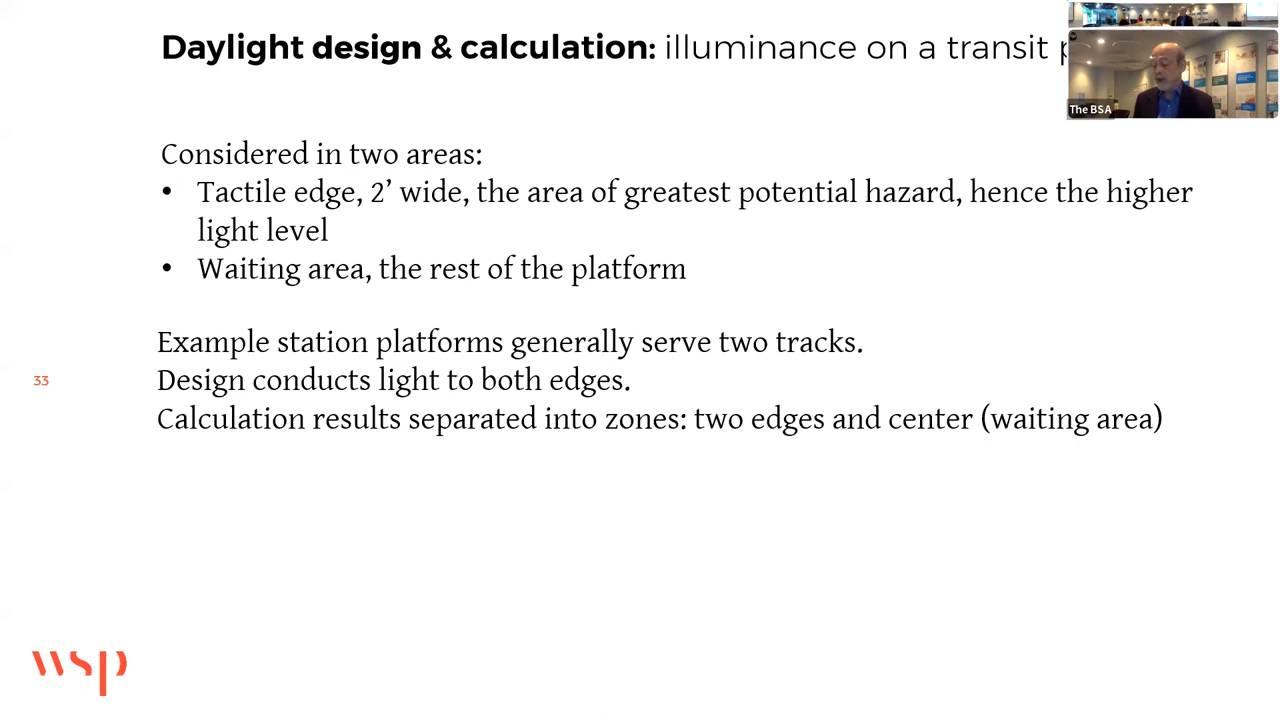 Daylight design & calculation: illuminance on a transit
The BSA
Considered in two areas:
• Tactile edge, 2’ wide, the area of greatest potential hazard, hence the higher
light level
• Waiting area, the rest of the platform
Example station platforms generally serve two tracks.
33
Design conducts light to both edges.
Calculation results separated into zones: two edges and center (waiting area)
wsp